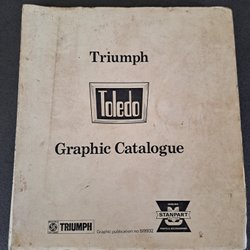 Triumph
Toledo
Graphic Catalogue
TRIUMPH
Graphic publication no
STANPART